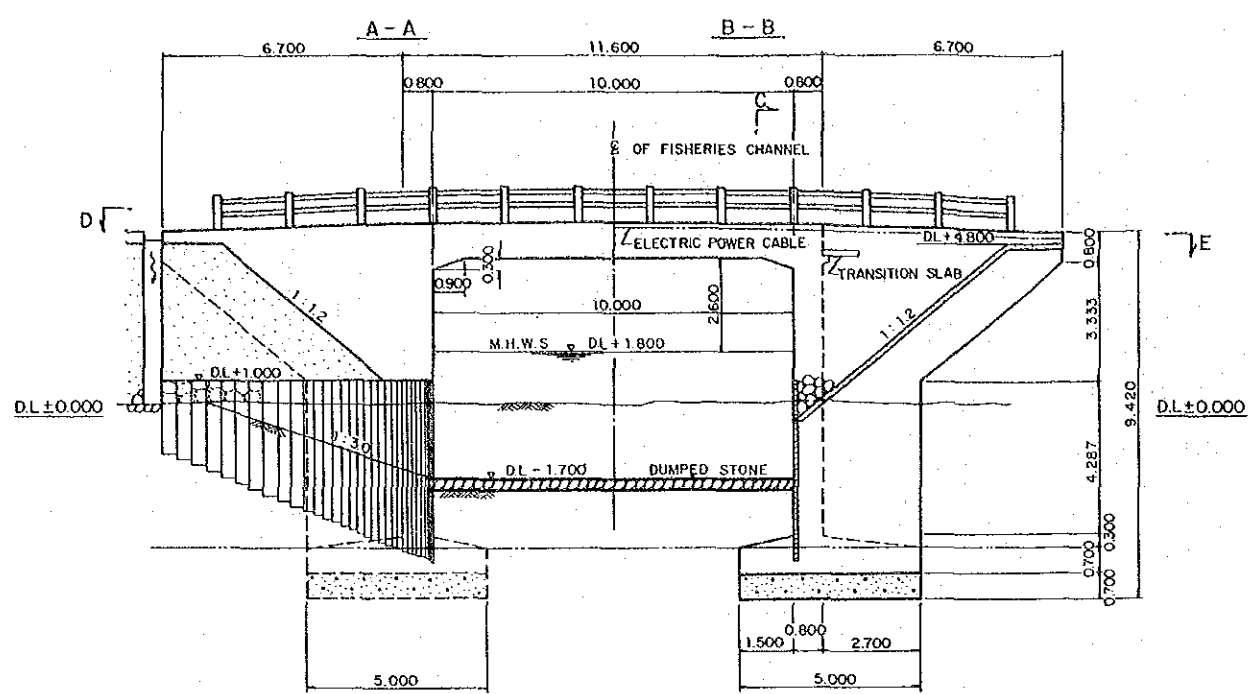 A - A
B - B
6.700
11.600
6.700
0.800
10.000
0.800
C
℄ OF FISHERIES CHANNEL
D
E
ELECTRIC POWER CABLE
DL+4.800
TRANSITION SLAB
0.800
0.300
0.900
10.000
2.600
1:1.2
1:1.2
3.333
M.H.W.S DL+1.800
D.L+1.000
D.L±0.000
D.L±0.000
9.420
1:3.0
4.287
D.L-1.700
DUMPED STONE
0.300
0.700
0.700
0.800
1.500
2.700
5.000
5.000